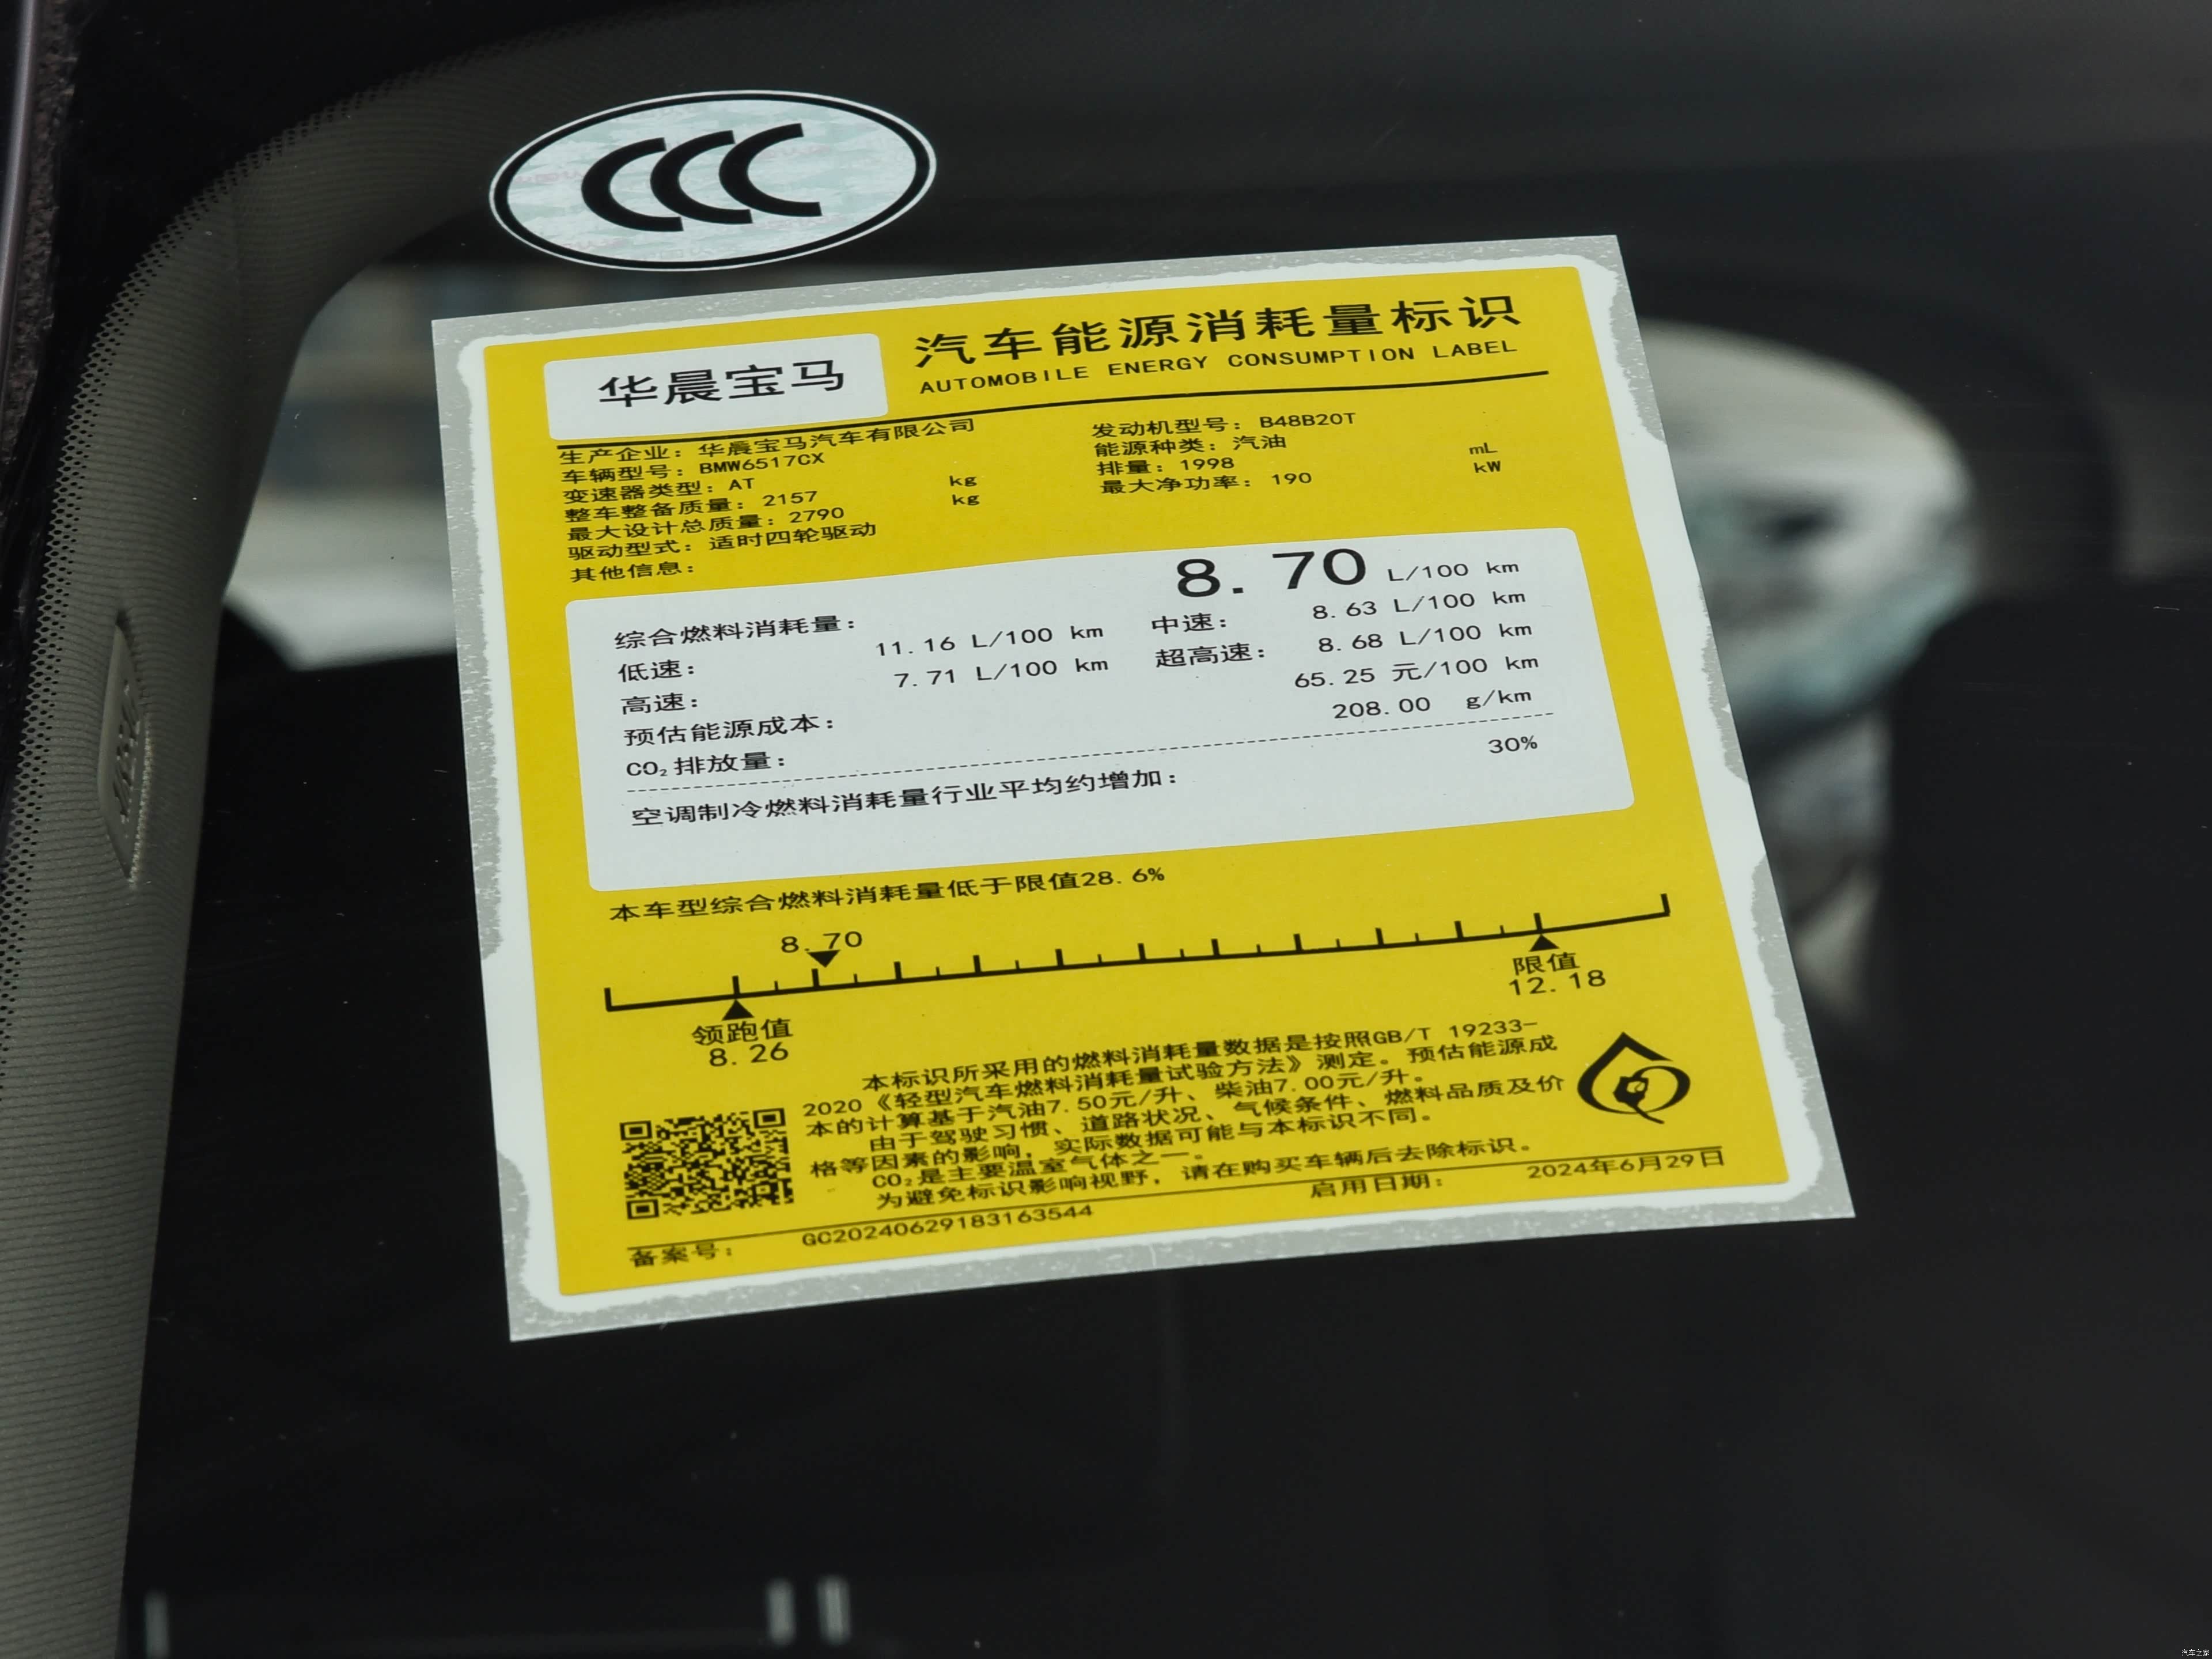 CCC
华晨宝马
汽车能源消耗量标识
AUTOMOBILE ENERGY CONSUMPTION LABEL
生产企业：华晨宝马汽车有限公司
车辆型号：BMW6517CX
变速器类型：AT
整车整备质量：2157 kg
最大设计总质量：2790 kg
驱动型式：适时四轮驱动
其他信息：
发动机型号：B48B20T
能源种类：汽油
排量：1998 mL
最大净功率：190 kW
综合燃料消耗量： 8.70 L/100 km
低速： 11.16 L/100 km 中速： 8.63 L/100 km
高速： 7.71 L/100 km 超高速： 8.68 L/100 km
预估能源成本： 65.25 元/100 km
CO₂排放量： 208.00 g/km
空调制冷燃料消耗量行业平均约增加： 30%
本车型综合燃料消耗量低于限值28.6%
8.70
领跑值
8.26
限值
12.18
本标识所采用的燃料消耗量数据是按照GB/T 19233-
2020《轻型汽车燃料消耗量试验方法》测定。预估能源成
本的计算基于汽油7.50元/升、柴油7.00元/升。
由于驾驶习惯、道路状况、气候条件、燃料品质及价
格等因素的影响，实际数据可能与本标识不同。
CO₂是主要温室气体之一。
为避免标识影响视野，请在购买车辆后去除标识。
备案号： GC20240629183163544 启用日期： 2024年6月29日
汽车之家